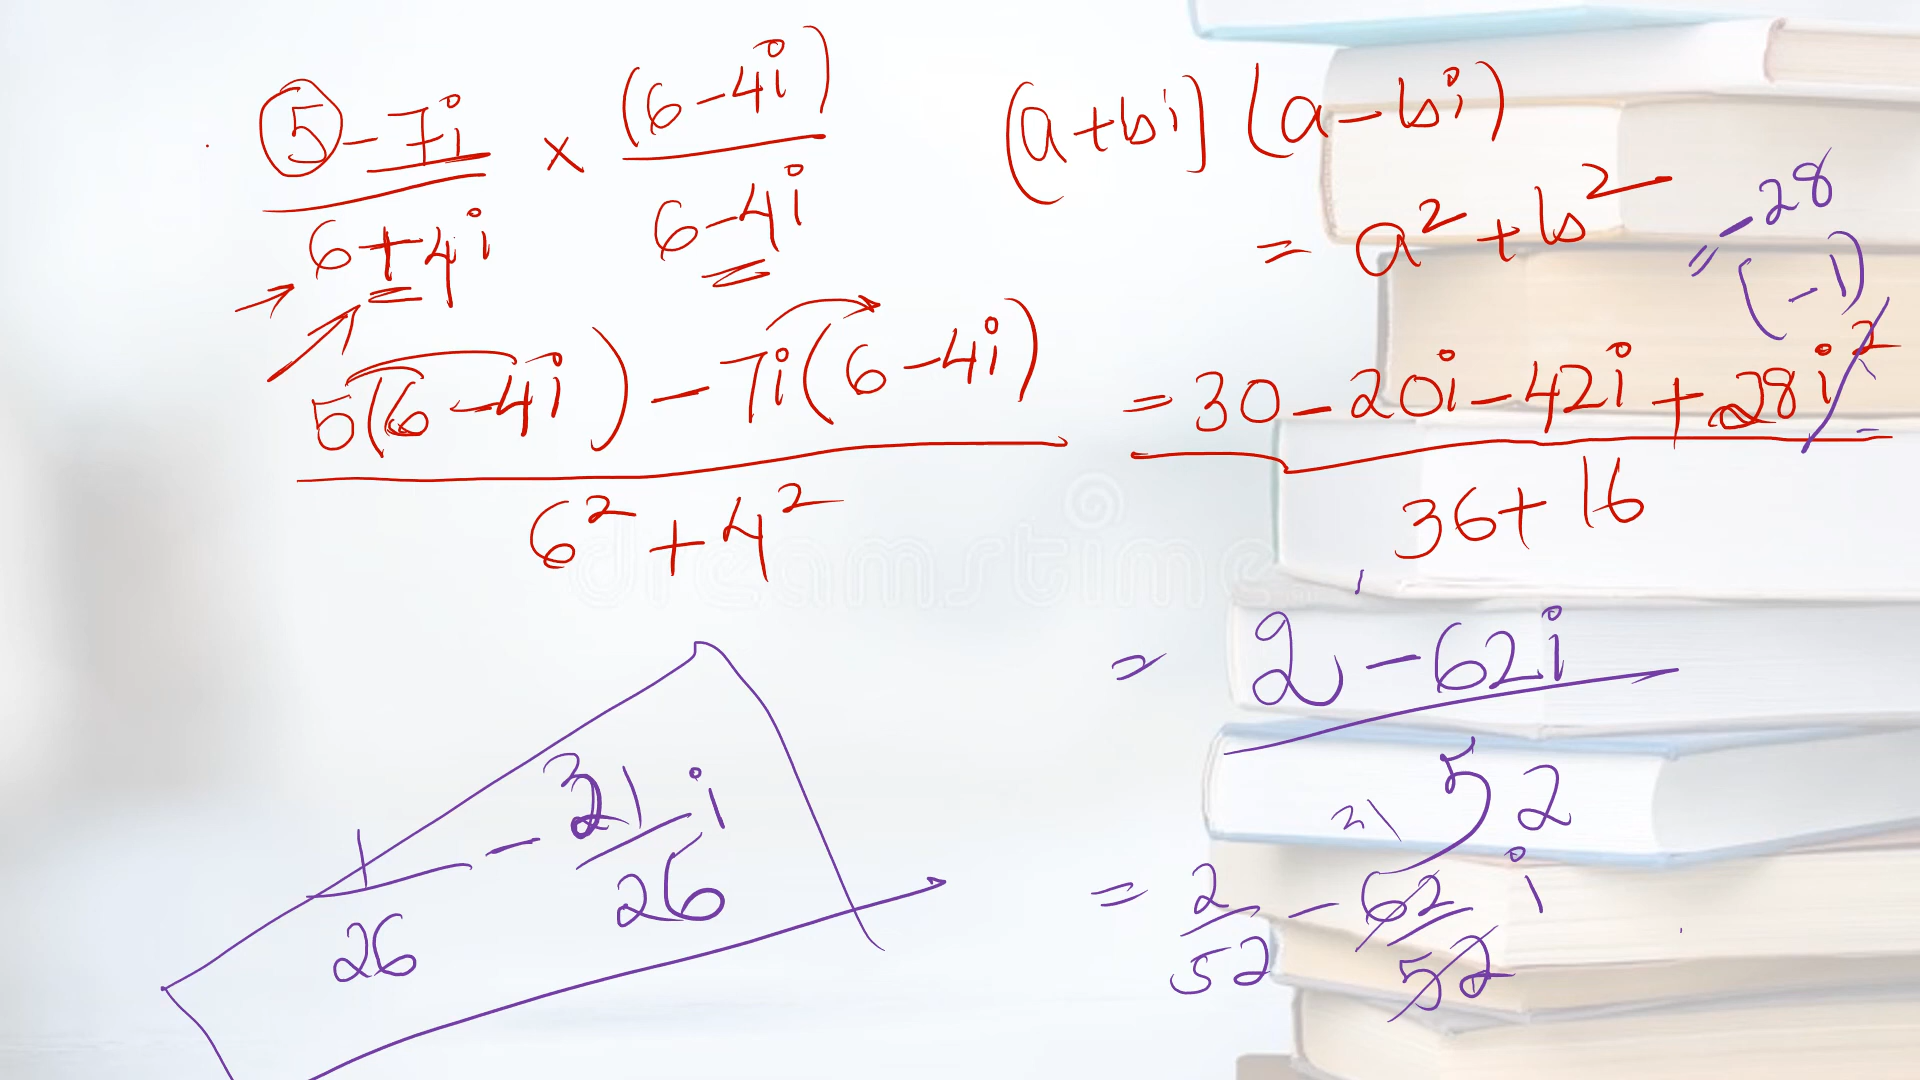 (5 - 7i)/(6 + 4i) × (6 - 4i)/(6 - 4i)
(a + bi) (a - bi)
= a² + b²
= -28 (-1)
(5(6 - 4i) - 7i(6 - 4i))/(6² + 4²)
= (30 - 20i - 42i + 28i²)/(36 + 16)
dreamstime
= (2 - 62i)/52
31
= 2/52 - 62/52 i
1/26 - 31/26 i